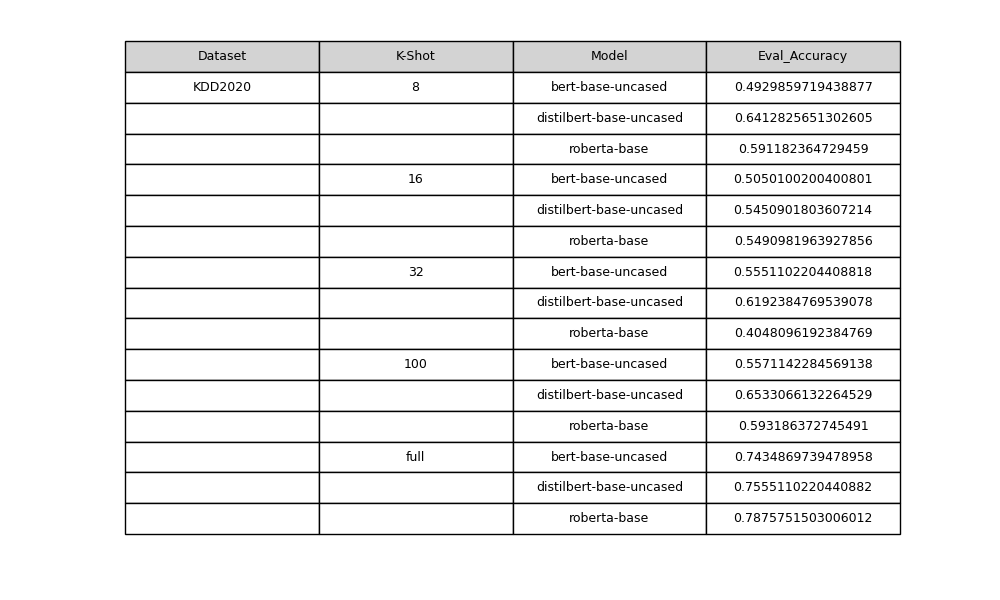 Dataset K-Shot Model Eval_Accuracy
KDD2020 8 bert-base-uncased 0.4929859719438877
distilbert-base-uncased 0.6412825651302605
roberta-base 0.591182364729459
16 bert-base-uncased 0.5050100200400801
distilbert-base-uncased 0.5450901803607214
roberta-base 0.5490981963927856
32 bert-base-uncased 0.5551102204408818
distilbert-base-uncased 0.6192384769539078
roberta-base 0.4048096192384769
100 bert-base-uncased 0.5571142284569138
distilbert-base-uncased 0.6533066132264529
roberta-base 0.593186372745491
full bert-base-uncased 0.7434869739478958
distilbert-base-uncased 0.7555110220440882
roberta-base 0.7875751503006012